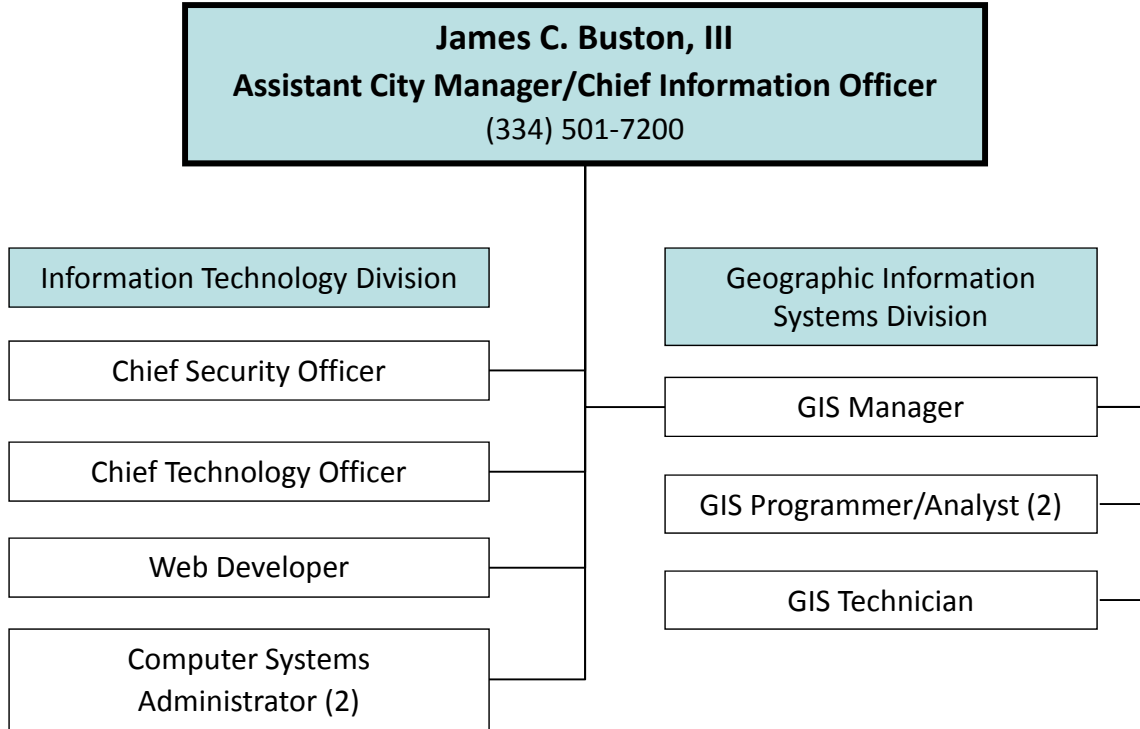 James C. Buston, III
Assistant City Manager/Chief Information Officer
(334) 501-7200
Information Technology Division
Chief Security Officer
Chief Technology Officer
Web Developer
Computer Systems
Administrator (2)
Geographic Information
Systems Division
GIS Manager
GIS Programmer/Analyst (2)
GIS Technician